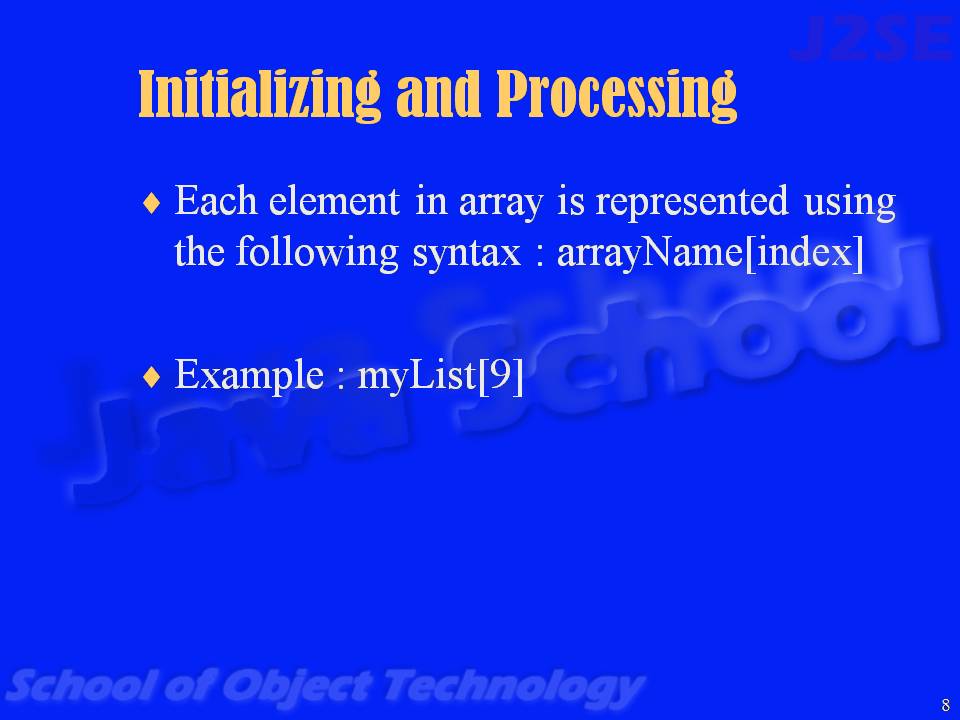 J2SE
Initializing and Processing
♦ Each element in array is represented using
the following syntax : arrayName[index]
♦ Example : myList[9]
Java School
School of Object Technology
8